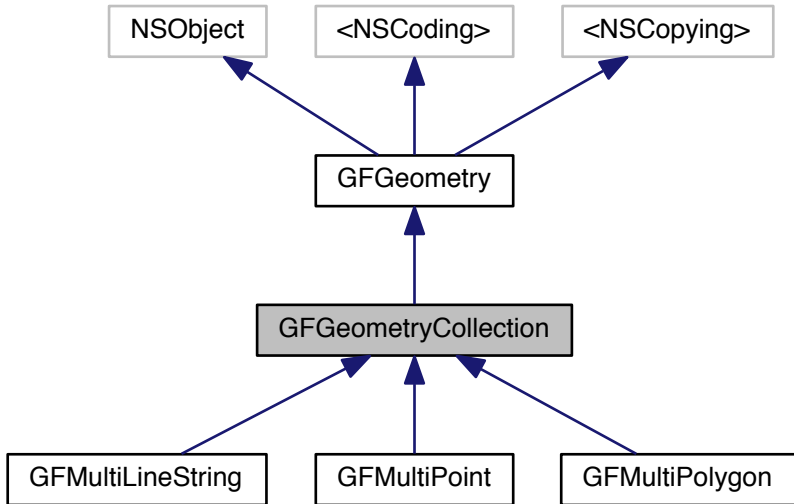 NSObject
<NSCoding>
<NSCopying>
GFGeometry
GFGeometryCollection
GFMultiLineString
GFMultiPoint
GFMultiPolygon